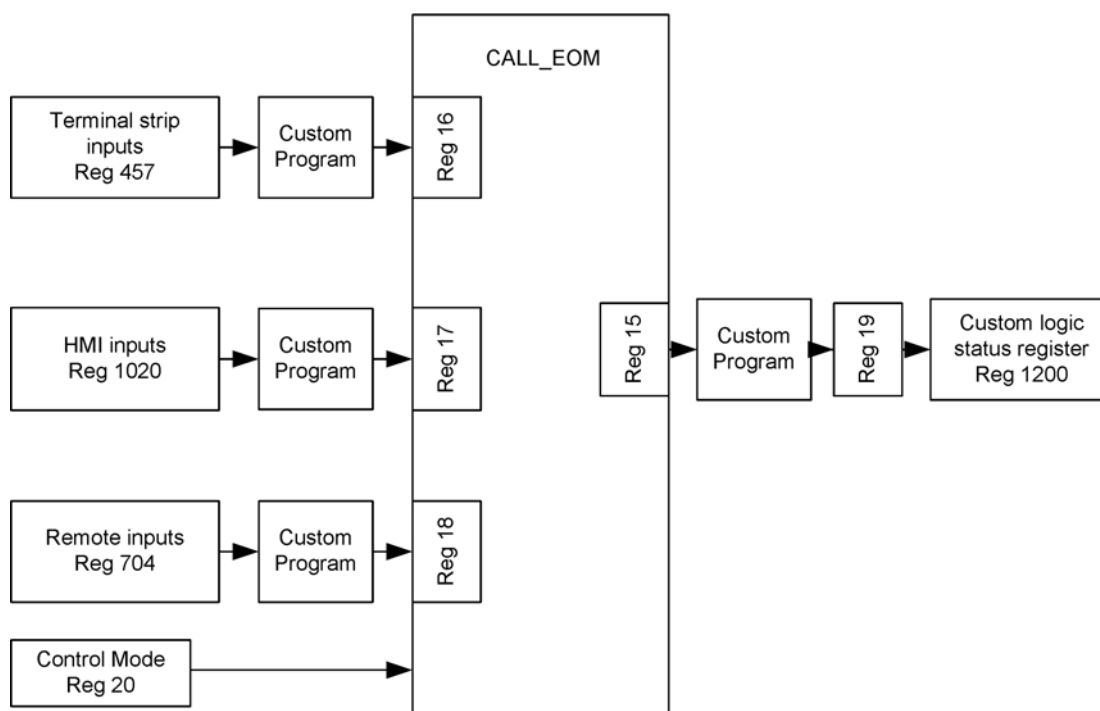 CALL_EOM
Terminal strip
inputs
Reg 457
Custom
Program
Reg 16
HMI inputs
Reg 1020
Custom
Program
Reg 17
Remote inputs
Reg 704
Custom
Program
Reg 18
Control Mode
Reg 20
Reg 15
Custom
Program
Reg 19
Custom logic
status register
Reg 1200